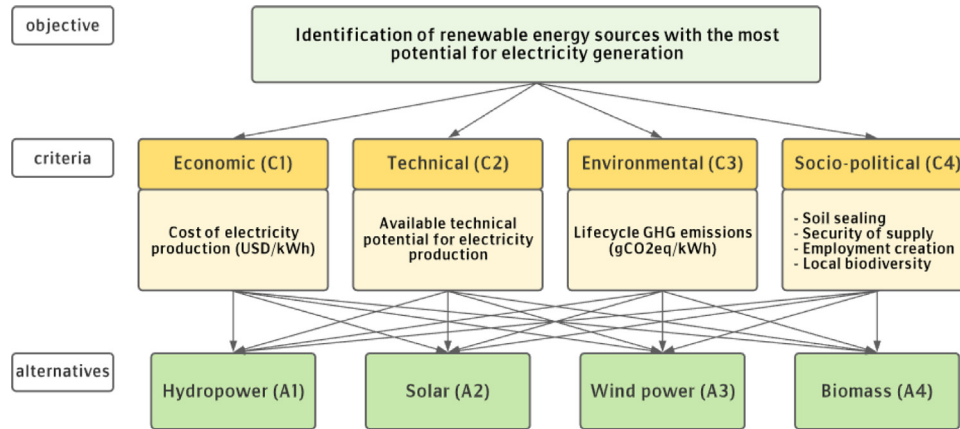 objective
Identification of renewable energy sources with the most
potential for electricity generation
criteria
Economic (C1)
Technical (C2)
Environmental (C3)
Socio-political (C4)
Cost of electricity
production (USD/kWh)
Available technical
potential for electricity
production
Lifecycle GHG emissions
(gCO2eq/kWh)
- Soil sealing
- Security of supply
- Employment creation
- Local biodiversity
alternatives
Hydropower (A1)
Solar (A2)
Wind power (A3)
Biomass (A4)